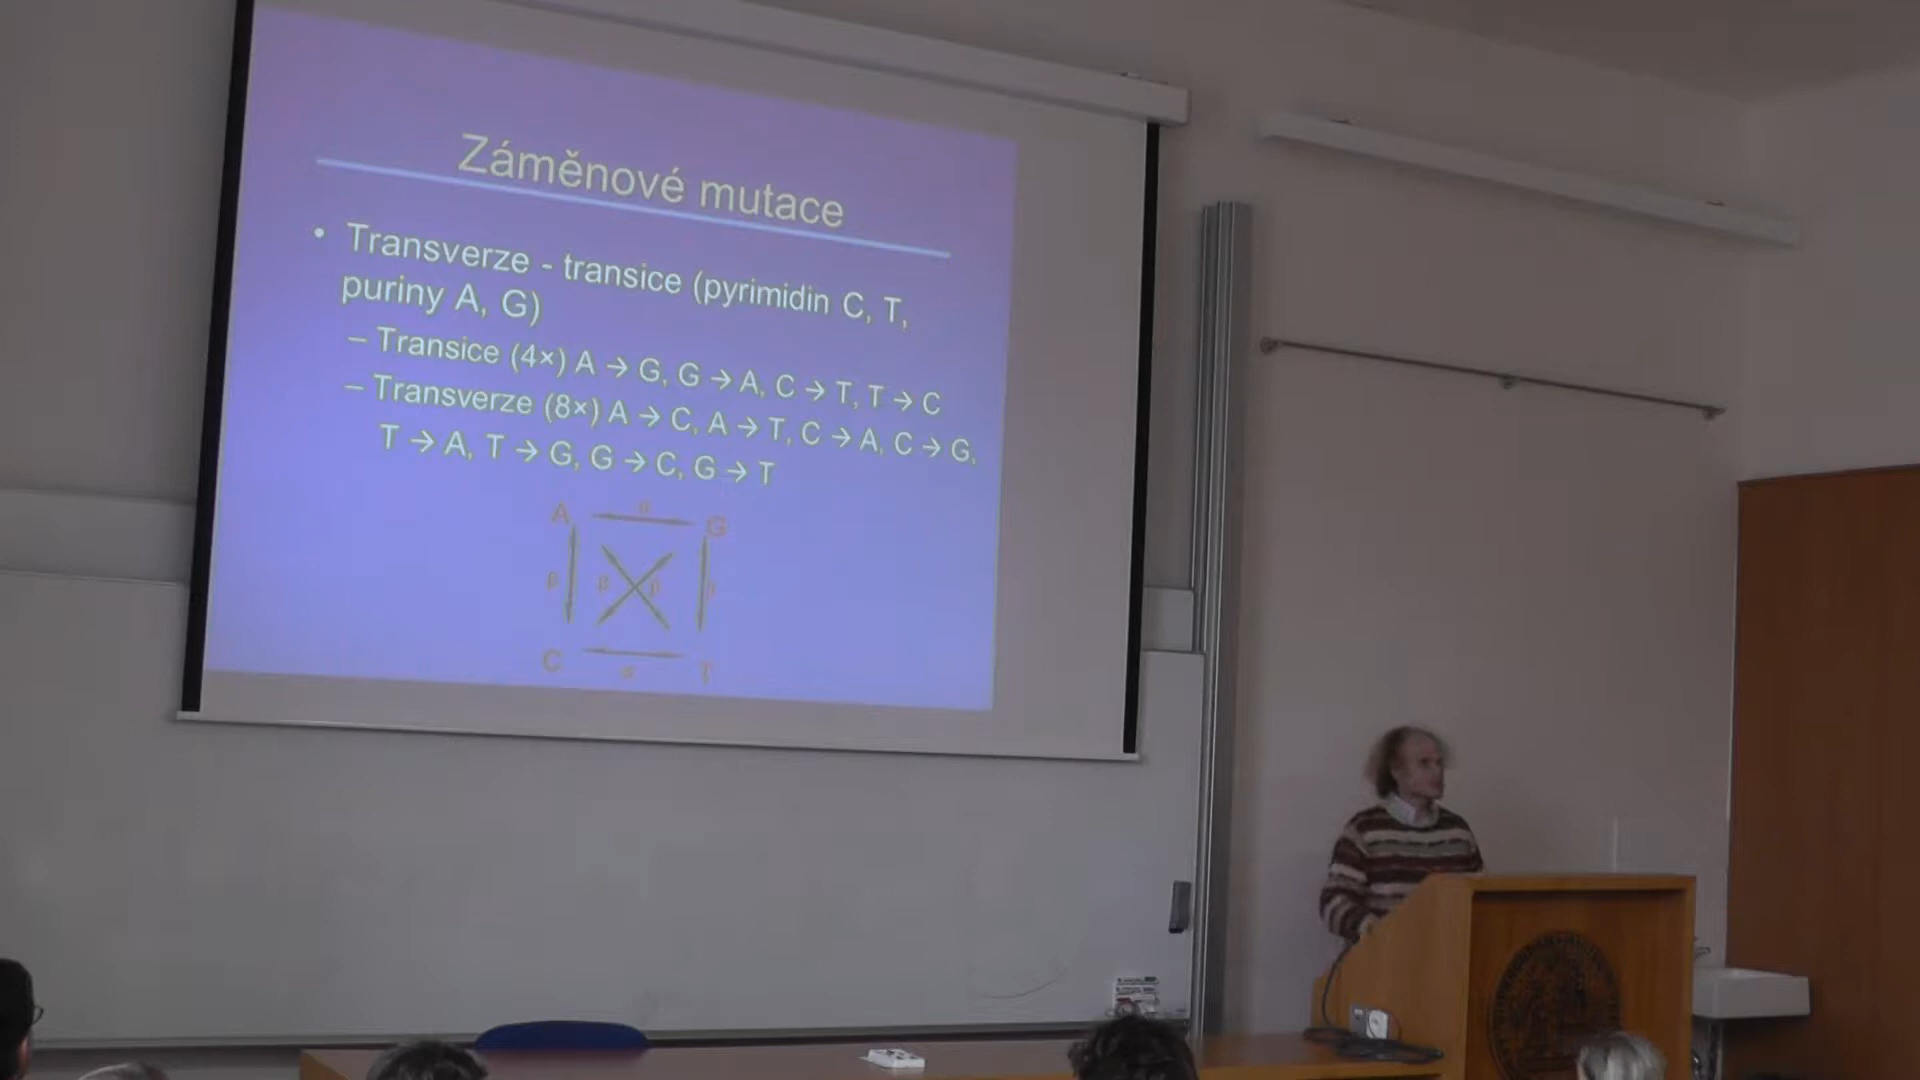 Záměnové mutace
• Transverze - transice (pyrimidin C, T,
puriny A, G)
– Transice (4×) A → G, G → A, C → T, T → C
– Transverze (8×) A → C, A → T, C → A, C → G,
T → A, T → G, G → C, G → T
A G
β β β
C T